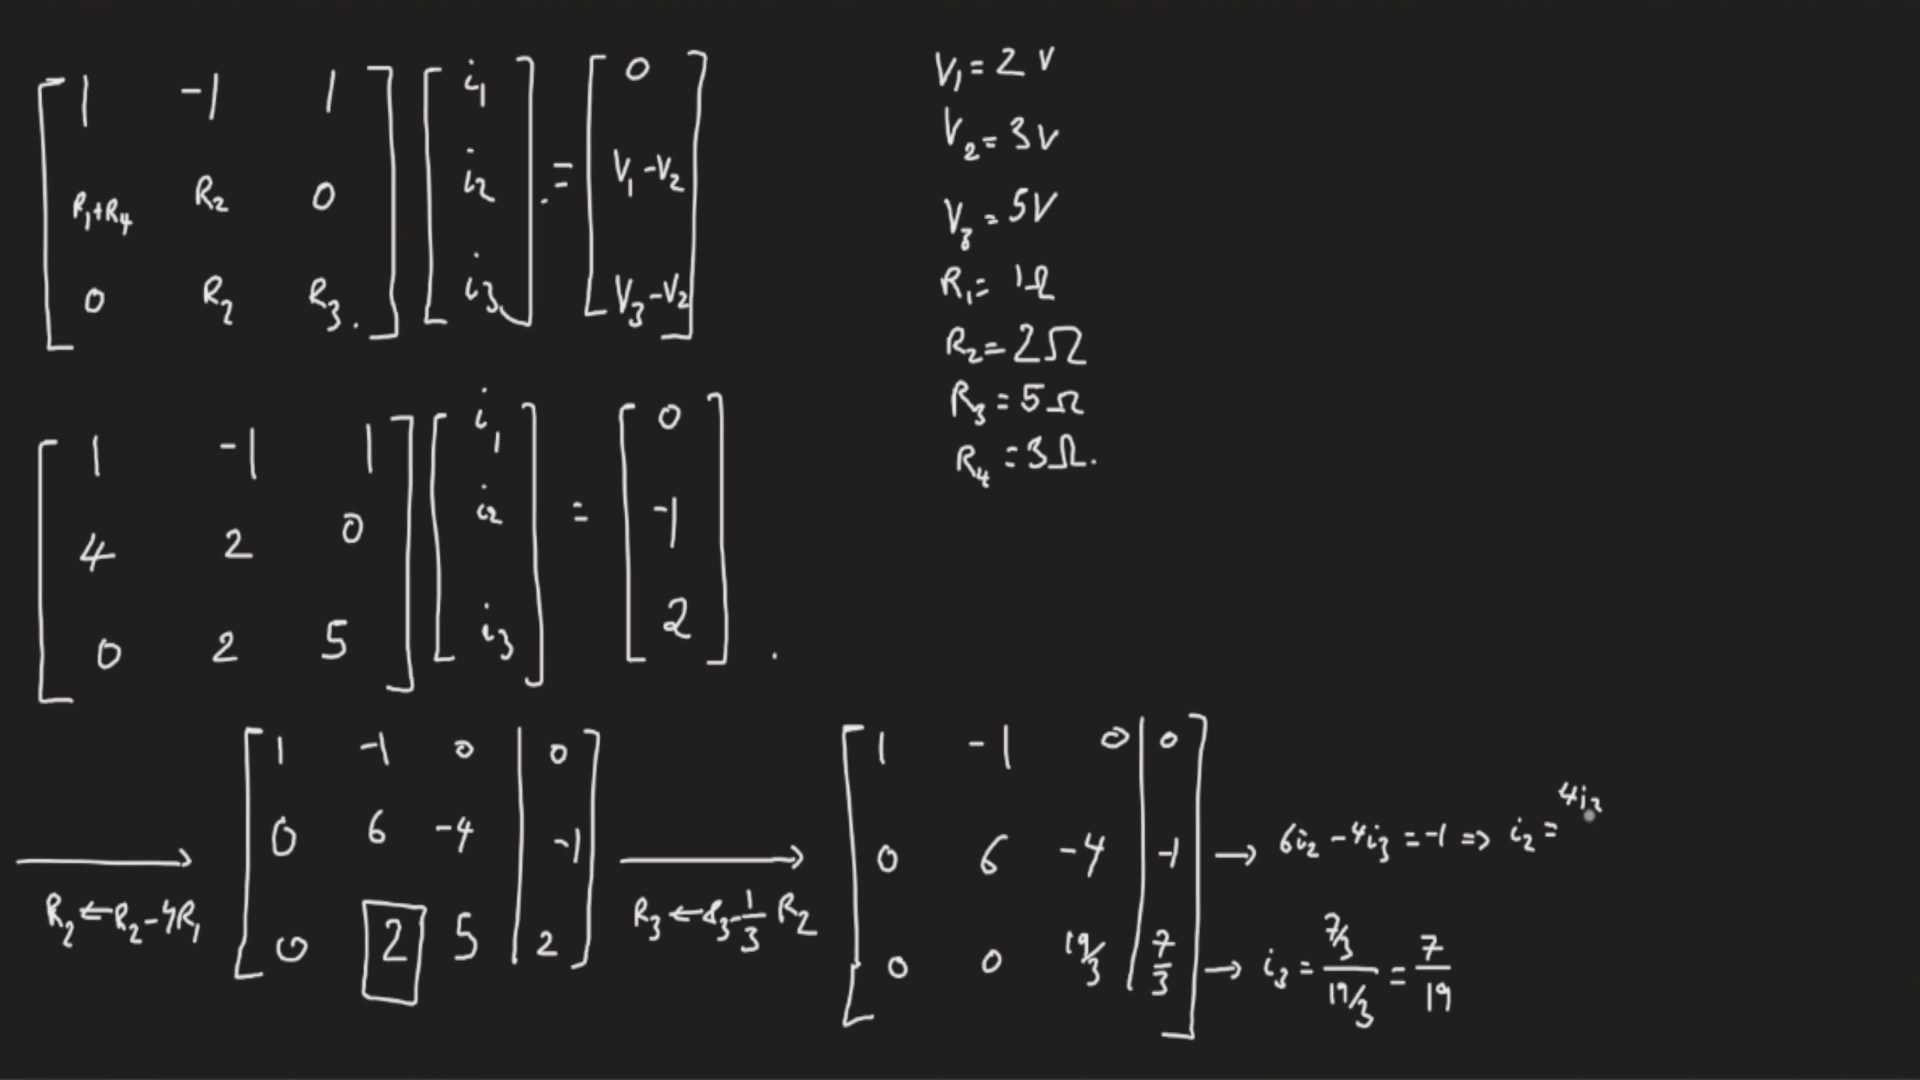 1 -1 1 i₁ 0
R₁+R₄ R₂ 0 i₂ = V₁-V₂
0 R₂ R₃. i₃ V₃-V₂
V₁ = 2 V
V₂ = 3V
V₃ = 5V
R₁ = 1Ω
R₂ = 2Ω
R₃ = 5Ω
R₄ = 3Ω.
1 -1 1 i₁ 0
4 2 0 i₂ = -1
0 2 5 i₃ 2 .
1 -1 0 | 0
0 6 -4 | -1
0 2 5 | 2
R₂ ← R₂-4R₁
1 -1 0 | 0
0 6 -4 | -1 → 6i₂ - 4i₃ = -1 ⇒ i₂ = 4i₂
0 0 19/3 | 7/3 → i₃ = 7/3 / 19/3 = 7/19
R₃ ← R₃-1/3 R₂